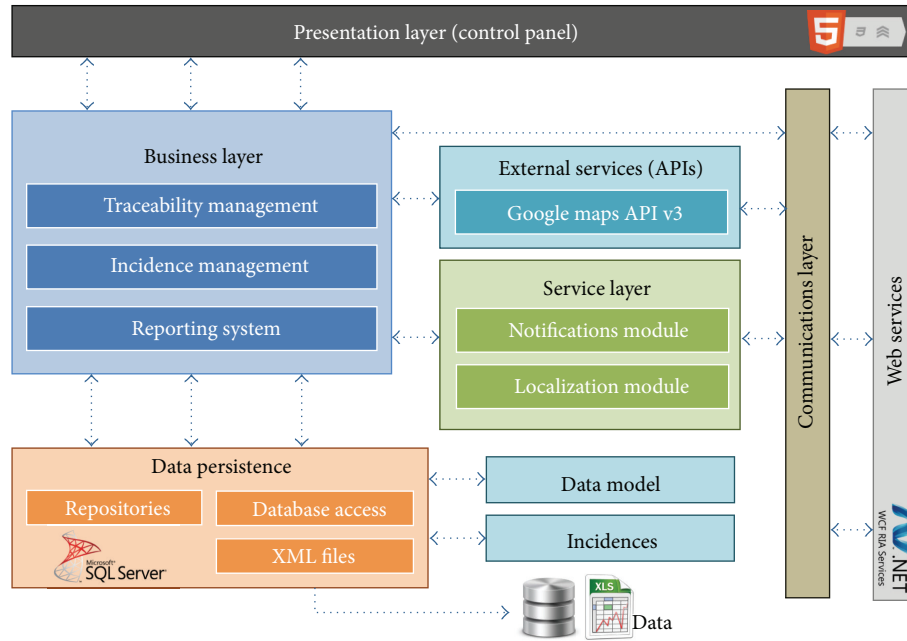 Presentation layer (control panel)
5
Business layer
Traceability management
Incidence management
Reporting system
External services (APIs)
Google maps API v3
Service layer
Notifications module
Localization module
Communications layer
Web services
Data persistence
Repositories
Database access
XML files
Microsoft®
SQL Server®
Data model
Incidences
WCF RIA Services
.NET
XLS
Data